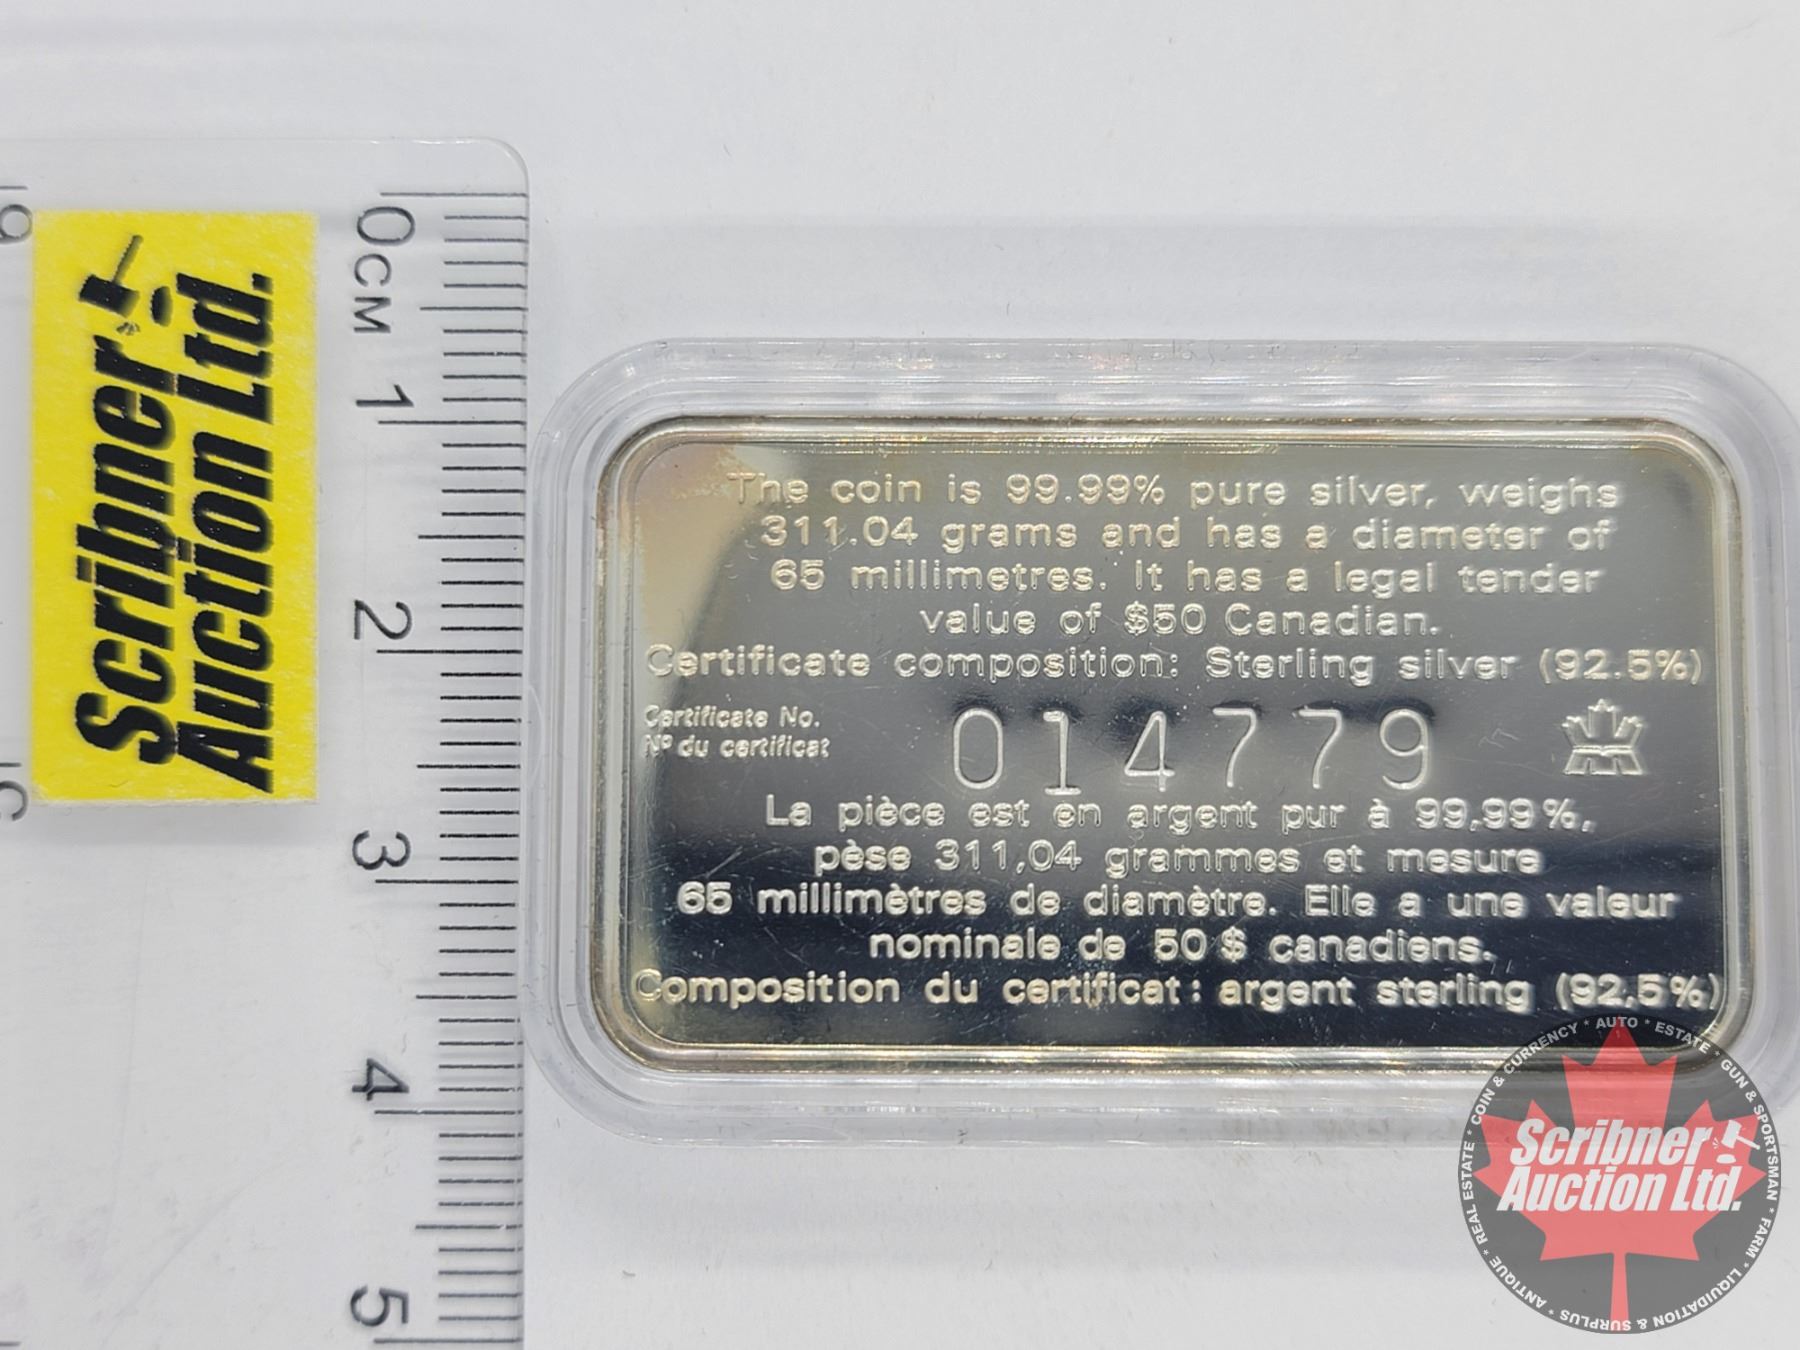 The coin is 99.99% pure silver, weighs
311.04 grams and has a diameter of
65 millimetres. It has a legal tender
value of $50 Canadian.
Certificate composition: Sterling silver (92.5%)
Certificate No.
Nº du certificat
014779
La pièce est en argent pur à 99,99%,
pèse 311,04 grammes et mesure
65 millimètres de diamètre. Elle a une valeur
nominale de 50 $ canadiens.
Composition du certificat : argent sterling (92,5%)
Scribner
Auction Ltd.
0CM
1
2
3
4
5
Scribner
Auction Ltd.
COIN & CURRENCY * AUTO * ESTATE * GUN & SPORTSMAN * FARM * LIQUIDATION & SURPLUS * ANTIQUE * REAL ESTATE *